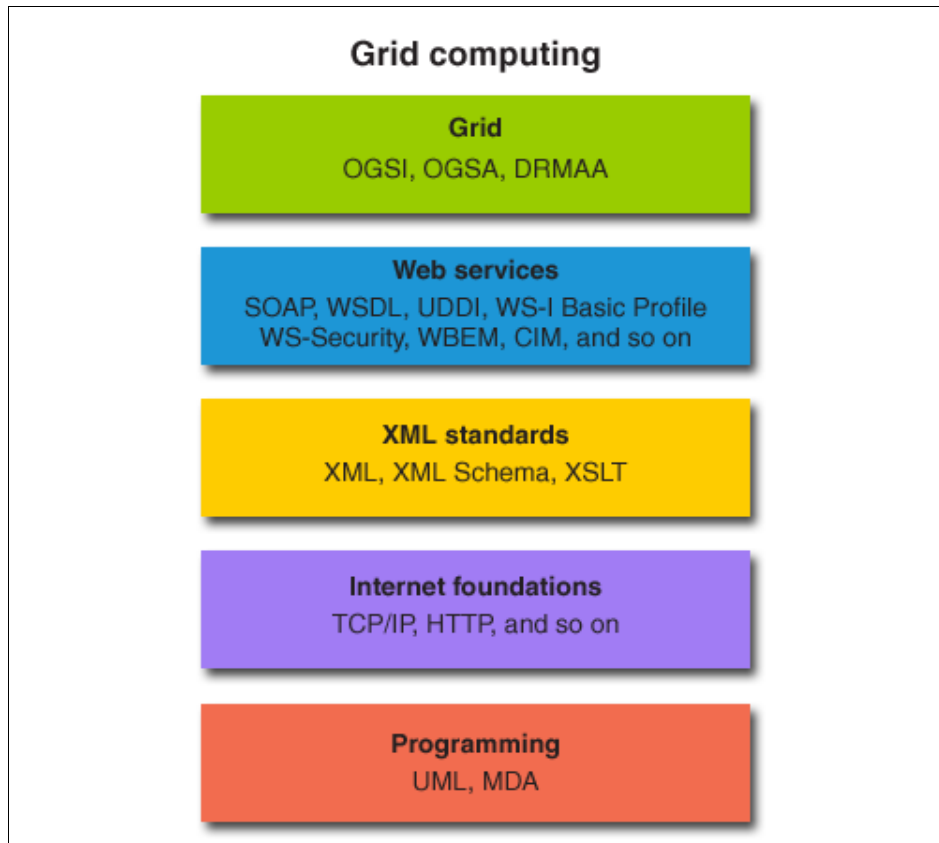 Grid computing
Grid
OGSI, OGSA, DRMAA
Web services
SOAP, WSDL, UDDI, WS-I Basic Profile
WS-Security, WBEM, CIM, and so on
XML standards
XML, XML Schema, XSLT
Internet foundations
TCP/IP, HTTP, and so on
Programming
UML, MDA